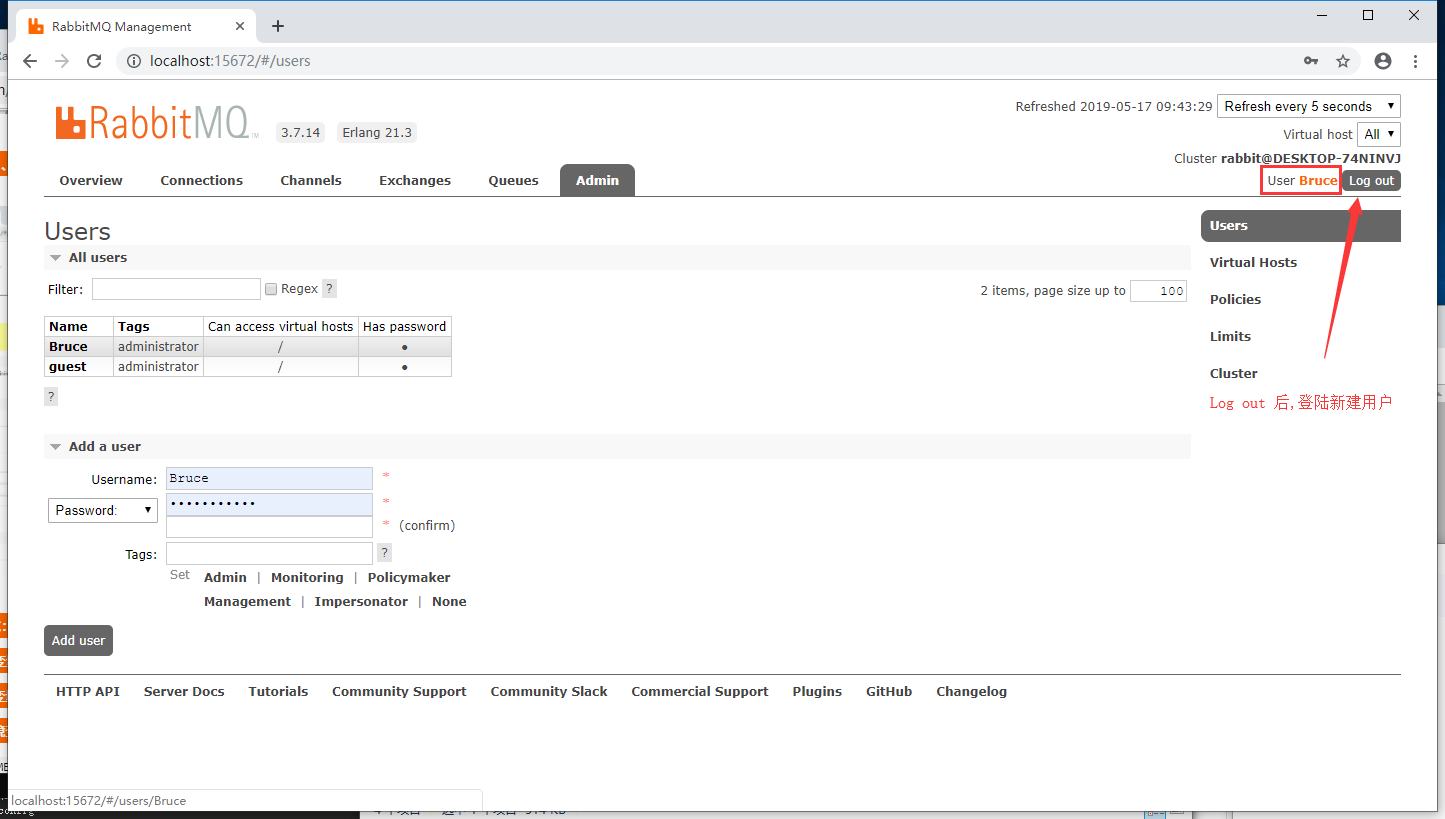 RabbitMQ Management
localhost:15672/#/users
RabbitMQ TM
3.7.14 Erlang 21.3
Refreshed 2019-05-17 09:43:29 Refresh every 5 seconds
Virtual host All
Cluster rabbit@DESKTOP-74NINVJ
User Bruce Log out
Overview Connections Channels Exchanges Queues Admin
Users
All users
Filter: Regex ?
2 items, page size up to 100
Name Tags Can access virtual hosts Has password
Bruce administrator / ●
guest administrator / ●
?
Users
Virtual Hosts
Policies
Limits
Cluster
Log out 后,登陆新建用户
Add a user
Username: Bruce *
Password: ••••••••••• *
* (confirm)
Tags: ?
Set Admin | Monitoring | Policymaker
Management | Impersonator | None
Add user
HTTP API Server Docs Tutorials Community Support Community Slack Commercial Support Plugins GitHub Changelog
localhost:15672/#/users/Bruce